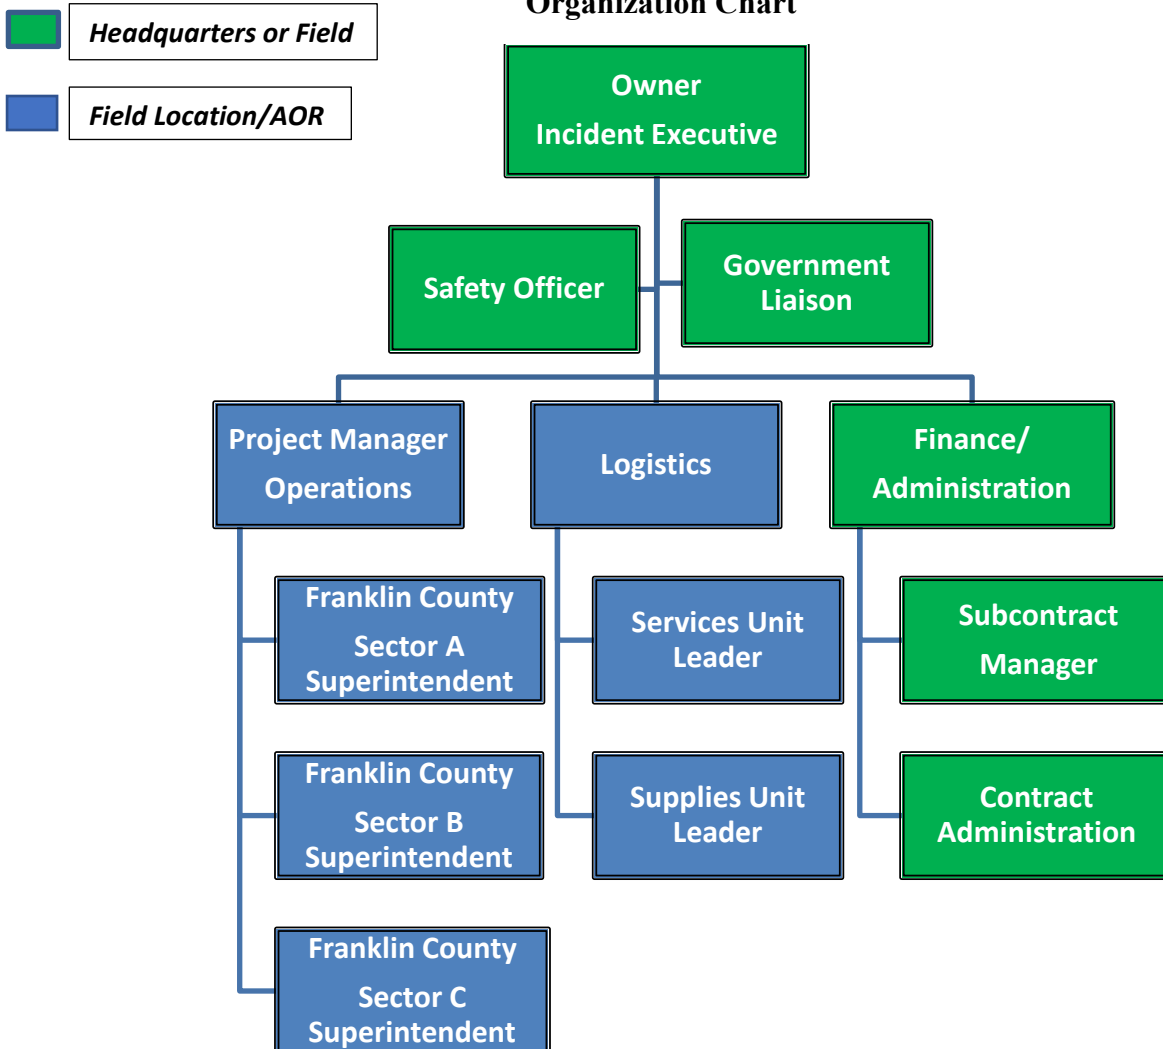 Organization Chart
Headquarters or Field
Field Location/AOR
Owner
Incident Executive
Safety Officer
Government
Liaison
Project Manager
Operations
Logistics
Finance/
Administration
Franklin County
Sector A
Superintendent
Services Unit
Leader
Subcontract
Manager
Franklin County
Sector B
Superintendent
Supplies Unit
Leader
Contract
Administration
Franklin County
Sector C
Superintendent